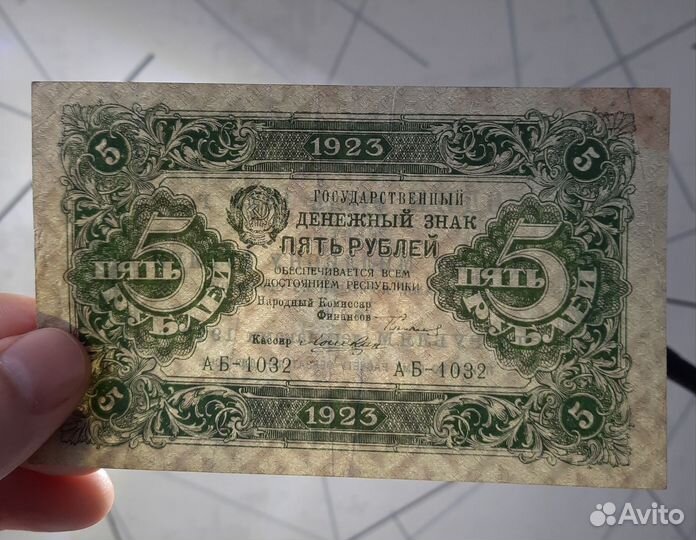 5 1923 5
ГОСУДАРСТВЕННЫЙ
ДЕНЕЖНЫЙ ЗНАК
ПЯТЬ РУБЛЕЙ
ОБЕСПЕЧИВАЕТСЯ ВСЕМ
ДОСТОЯНИЕМ РЕСПУБЛИКИ
5 ПЯТЬ РУБЛЕЙ
5 ПЯТЬ РУБЛЕЙ
Народный Комиссар
Финансов
Кассир
АБ-1032 АБ-1032
5 1923 5
Avito